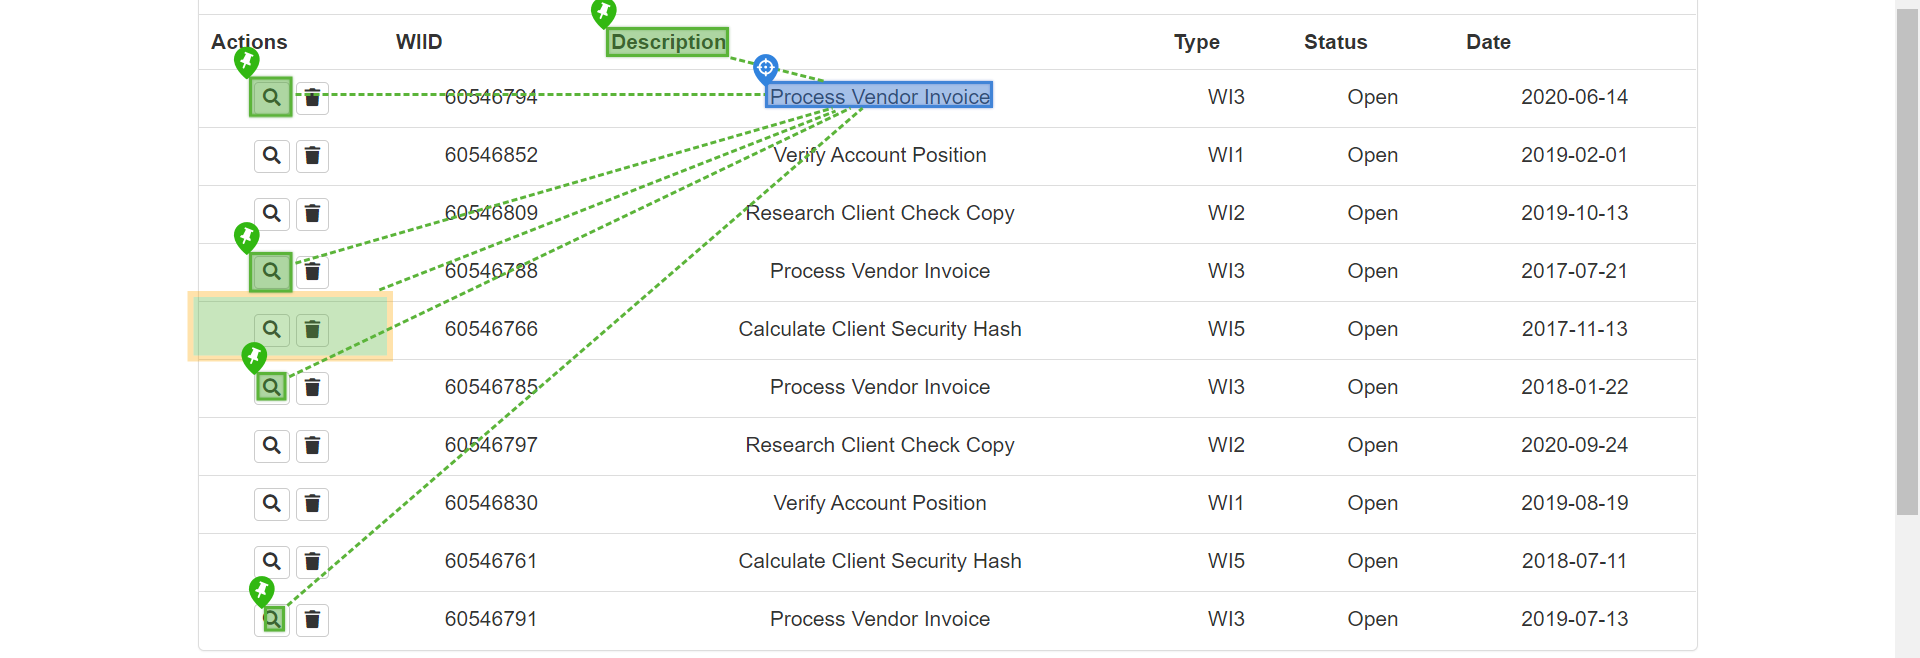 Actions WIID Description Type Status Date
60546794 Process Vendor Invoice WI3 Open 2020-06-14
60546852 Verify Account Position WI1 Open 2019-02-01
60546809 Research Client Check Copy WI2 Open 2019-10-13
60546788 Process Vendor Invoice WI3 Open 2017-07-21
60546766 Calculate Client Security Hash WI5 Open 2017-11-13
60546785 Process Vendor Invoice WI3 Open 2018-01-22
60546797 Research Client Check Copy WI2 Open 2020-09-24
60546830 Verify Account Position WI1 Open 2019-08-19
60546761 Calculate Client Security Hash WI5 Open 2018-07-11
60546791 Process Vendor Invoice WI3 Open 2019-07-13